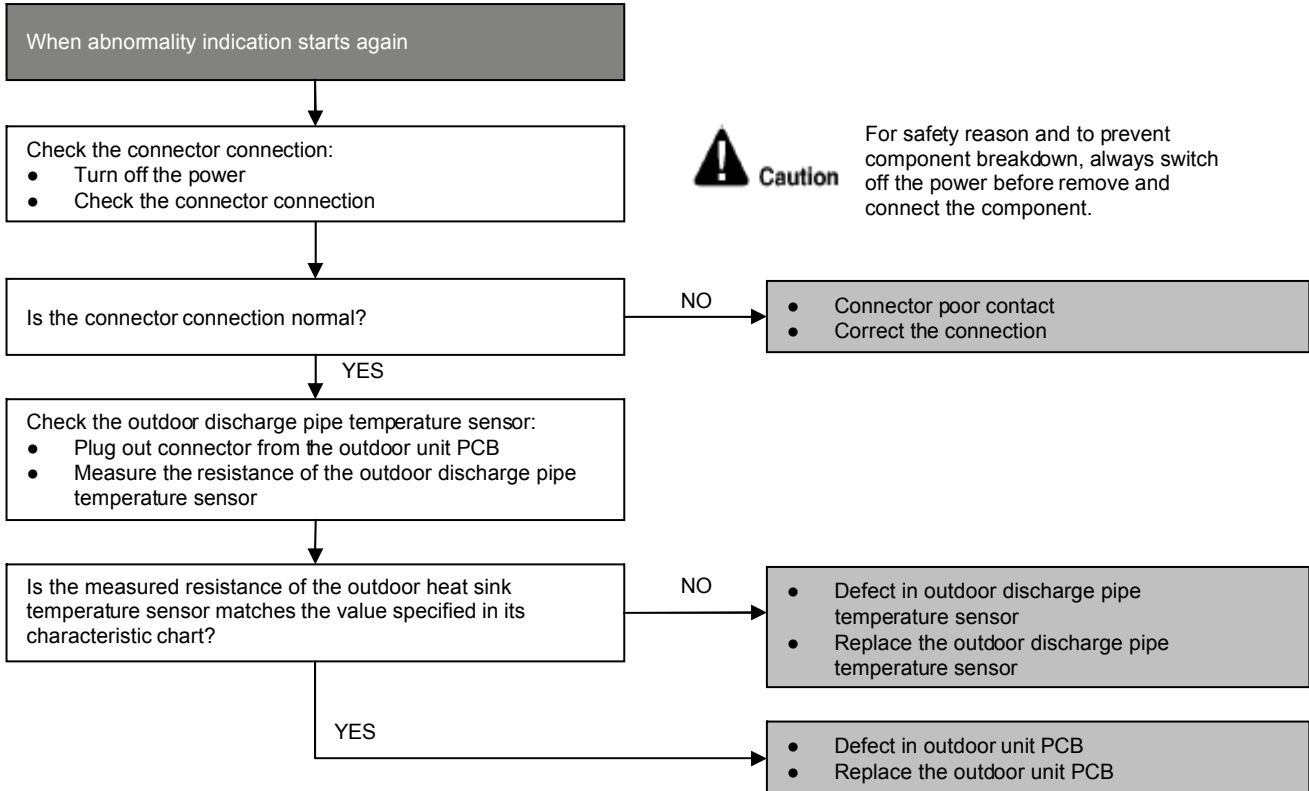 When abnormality indication starts again
Check the connector connection:
● Turn off the power
● Check the connector connection
Caution
For safety reason and to prevent
component breakdown, always switch
off the power before remove and
connect the component.
Is the connector connection normal?
NO
● Connector poor contact
● Correct the connection
YES
Check the outdoor discharge pipe temperature sensor:
● Plug out connector from the outdoor unit PCB
● Measure the resistance of the outdoor discharge pipe
temperature sensor
Is the measured resistance of the outdoor heat sink
temperature sensor matches the value specified in its
characteristic chart?
NO
● Defect in outdoor discharge pipe
temperature sensor
● Replace the outdoor discharge pipe
temperature sensor
YES
● Defect in outdoor unit PCB
● Replace the outdoor unit PCB